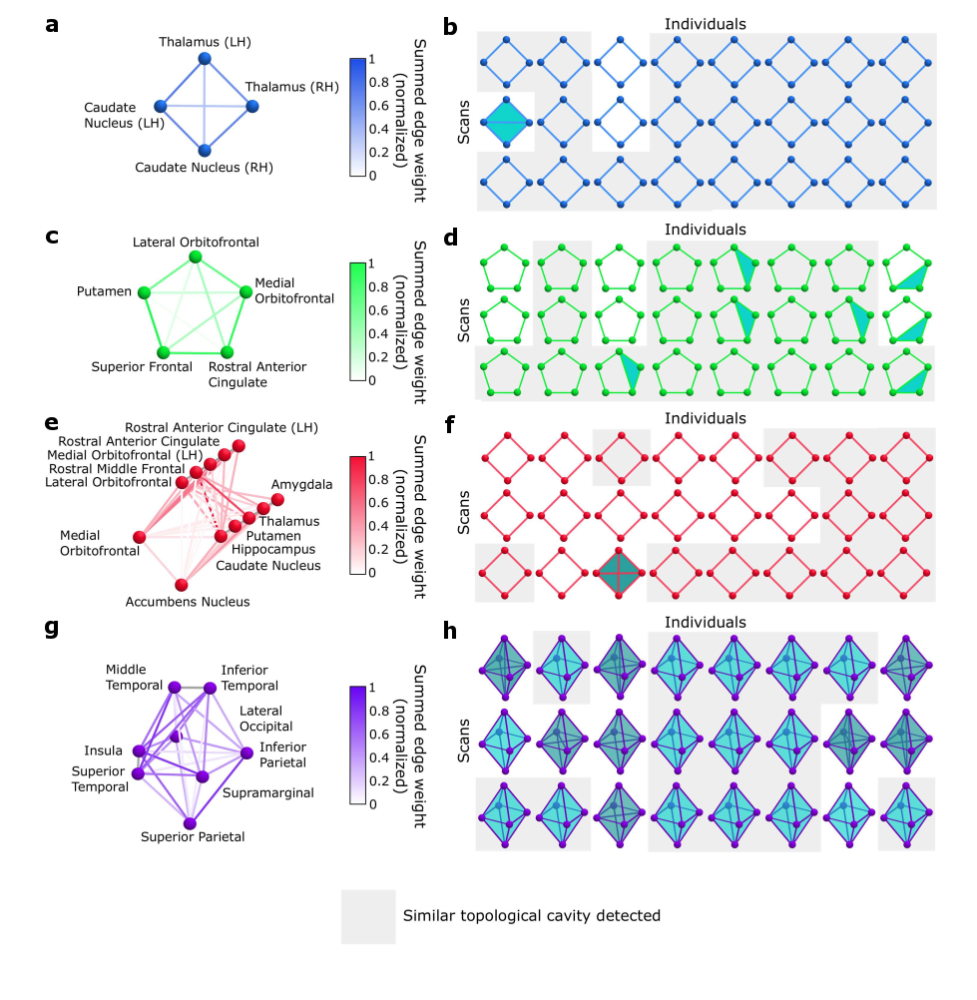 a
Thalamus (LH)
Thalamus (RH)
Caudate
Nucleus (LH)
Caudate Nucleus (RH)
1
0.8
0.6
0.4
0.2
0
Summed edge weight
(normalized)
b
Individuals
Scans
c
Lateral Orbitofrontal
Putamen
Medial
Orbitofrontal
Superior Frontal
Rostral Anterior
Cingulate
1
0.8
0.6
0.4
0.2
0
Summed edge weight
(normalized)
d
Individuals
Scans
e
Rostral Anterior Cingulate (LH)
Rostral Anterior Cingulate
Medial Orbitofrontal (LH)
Rostral Middle Frontal
Lateral Orbitofrontal
Amygdala
Thalamus
Putamen
Hippocampus
Caudate Nucleus
Medial
Orbitofrontal
Accumbens Nucleus
1
0.8
0.6
0.4
0.2
0
Summed edge weight
(normalized)
f
Individuals
Scans
g
Middle
Temporal
Inferior
Temporal
Lateral
Occipital
Insula
Inferior
Parietal
Superior
Temporal
Supramarginal
Superior Parietal
1
0.8
0.6
0.4
0.2
0
Summed edge weight
(normalized)
h
Individuals
Scans
Similar topological cavity detected